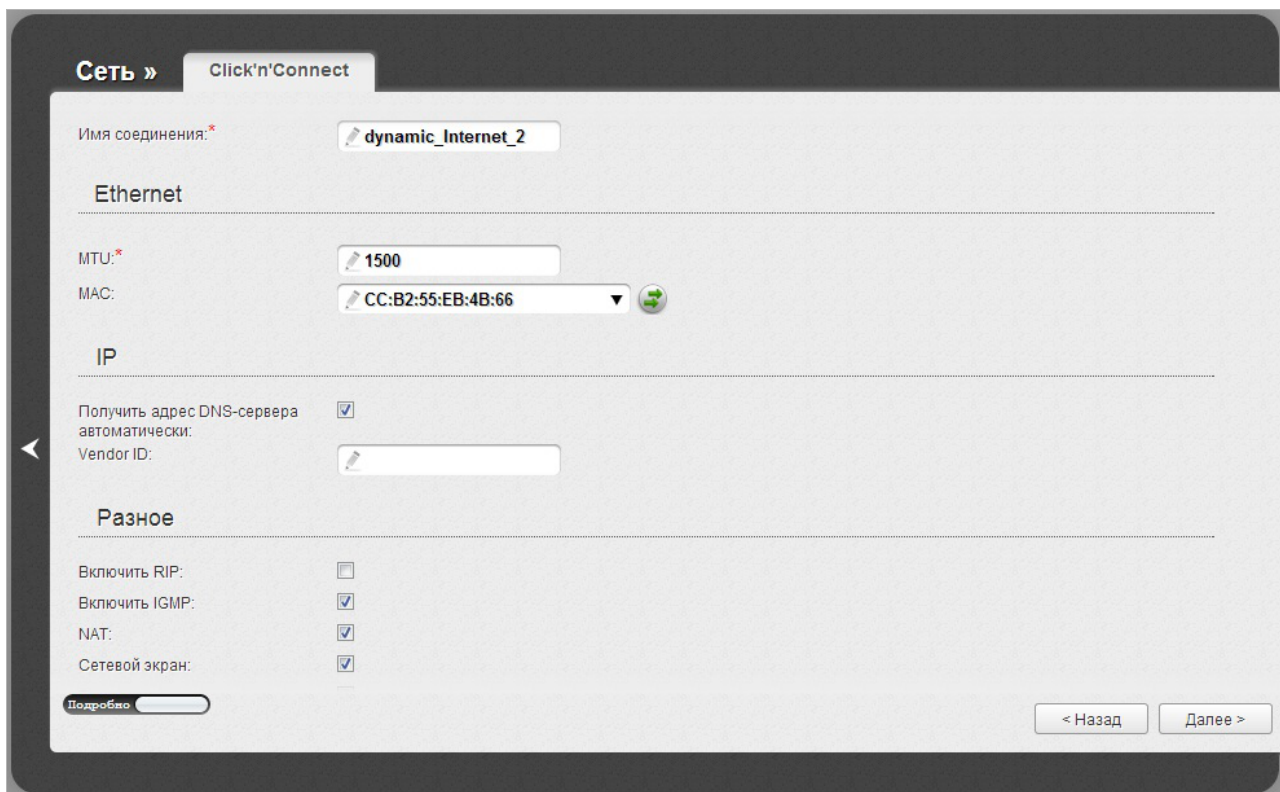 Сеть »
Click'n'Connect
Имя соединения:*
dynamic_Internet_2
Ethernet
MTU:*
1500
MAC:
CC:B2:55:EB:4B:66
IP
Получить адрес DNS-сервера
автоматически:
Vendor ID:
Разное
Включить RIP:
Включить IGMP:
NAT:
Сетевой экран:
Подробно
< Назад
Далее >